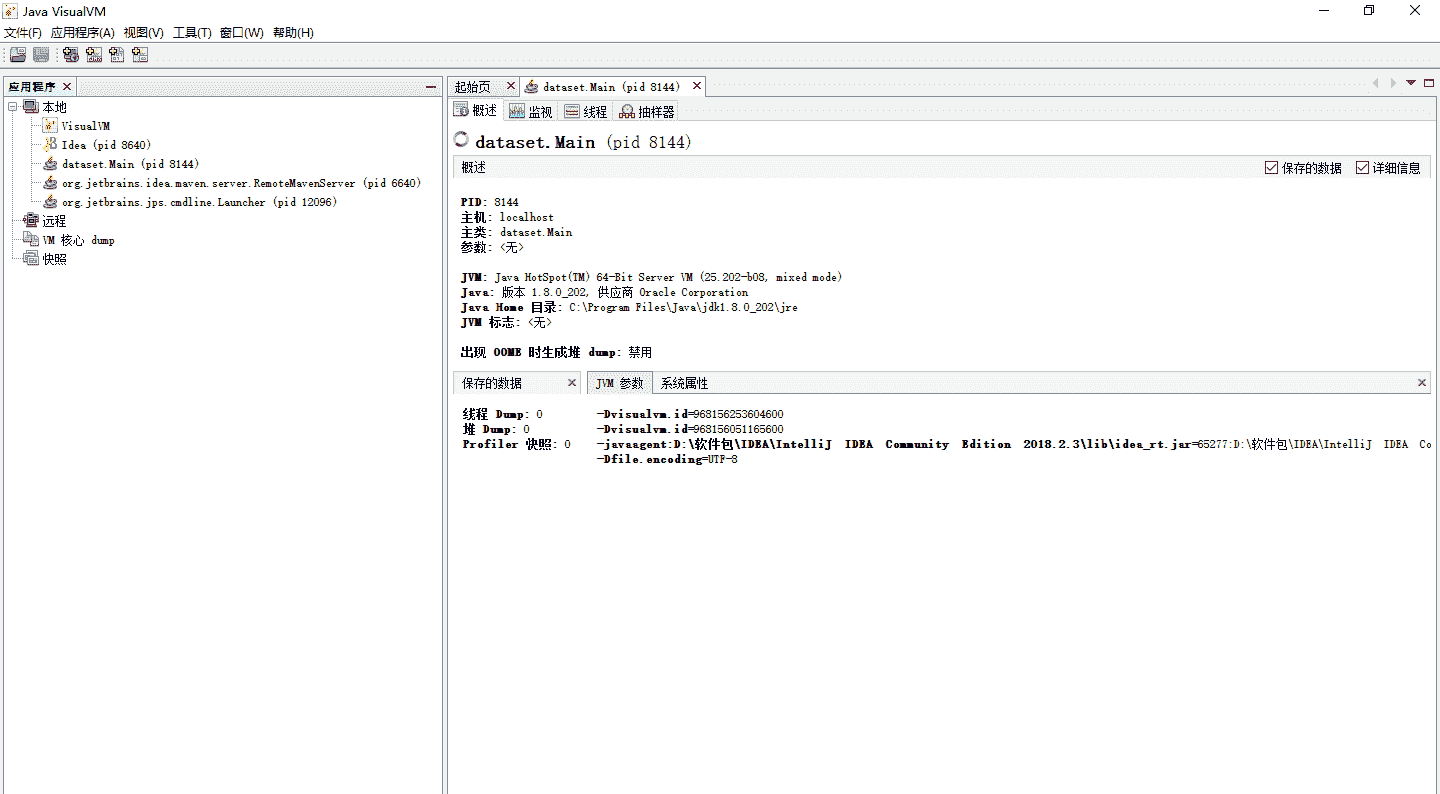 Java VisualVM
文件(F) 应用程序(A) 视图(V) 工具(T) 窗口(W) 帮助(H)
应用程序
本地
VisualVM
Idea (pid 8640)
dataset.Main (pid 8144)
org.jetbrains.idea.maven.server.RemoteMavenServer (pid 6640)
org.jetbrains.jps.cmdline.Launcher (pid 12096)
远程
VM 核心 dump
快照
起始页 dataset.Main (pid 8144)
概述 监视 线程 抽样器
dataset.Main (pid 8144)
概述 保存的数据 详细信息
PID: 8144
主机: localhost
主类: dataset.Main
参数: <无>
JVM: Java HotSpot(TM) 64-Bit Server VM (25.202-b08, mixed mode)
Java: 版本 1.8.0_202, 供应商 Oracle Corporation
Java Home 目录: C:\Program Files\Java\jdk1.8.0_202\jre
JVM 标志: <无>
出现 OOME 时生成堆 dump: 禁用
保存的数据 JVM 参数 系统属性
线程 Dump: 0
堆 Dump: 0
Profiler 快照: 0
-Dvisualvm.id=968156253604600
-Dvisualvm.id=968156051165600
-javaagent:D:\软件包\IDEA\IntelliJ IDEA Community Edition 2018.2.3\lib\idea_rt.jar=65277:D:\软件包\IDEA\IntelliJ IDEA Co
-Dfile.encoding=UTF-8